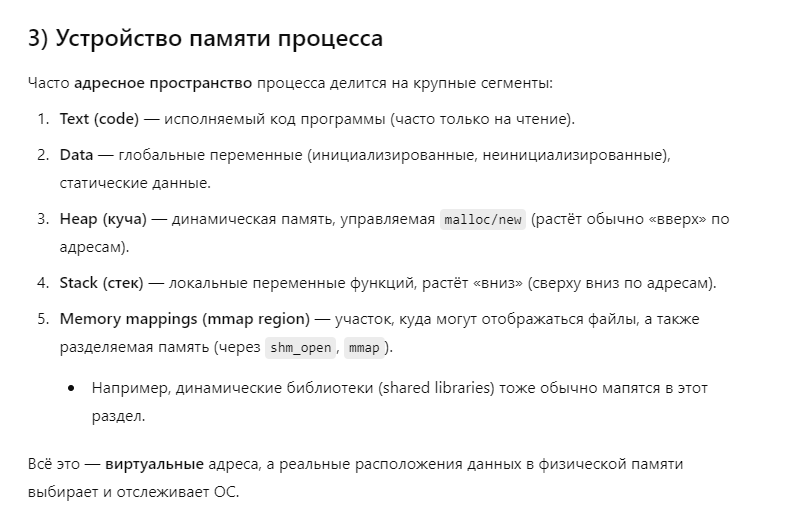 3) Устройство памяти процесса
Часто адресное пространство процесса делится на крупные сегменты:
1. Text (code) — исполняемый код программы (часто только на чтение).
2. Data — глобальные переменные (инициализированные, неинициализированные),
статические данные.
3. Heap (куча) — динамическая память, управляемая malloc/new (растёт обычно «вверх» по
адресам).
4. Stack (стек) — локальные переменные функций, растёт «вниз» (сверху вниз по адресам).
5. Memory mappings (mmap region) — участок, куда могут отображаться файлы, а также
разделяемая память (через shm_open, mmap).
• Например, динамические библиотеки (shared libraries) тоже обычно мапятся в этот
раздел.
Всё это — виртуальные адреса, а реальные расположения данных в физической памяти
выбирает и отслеживает ОС.